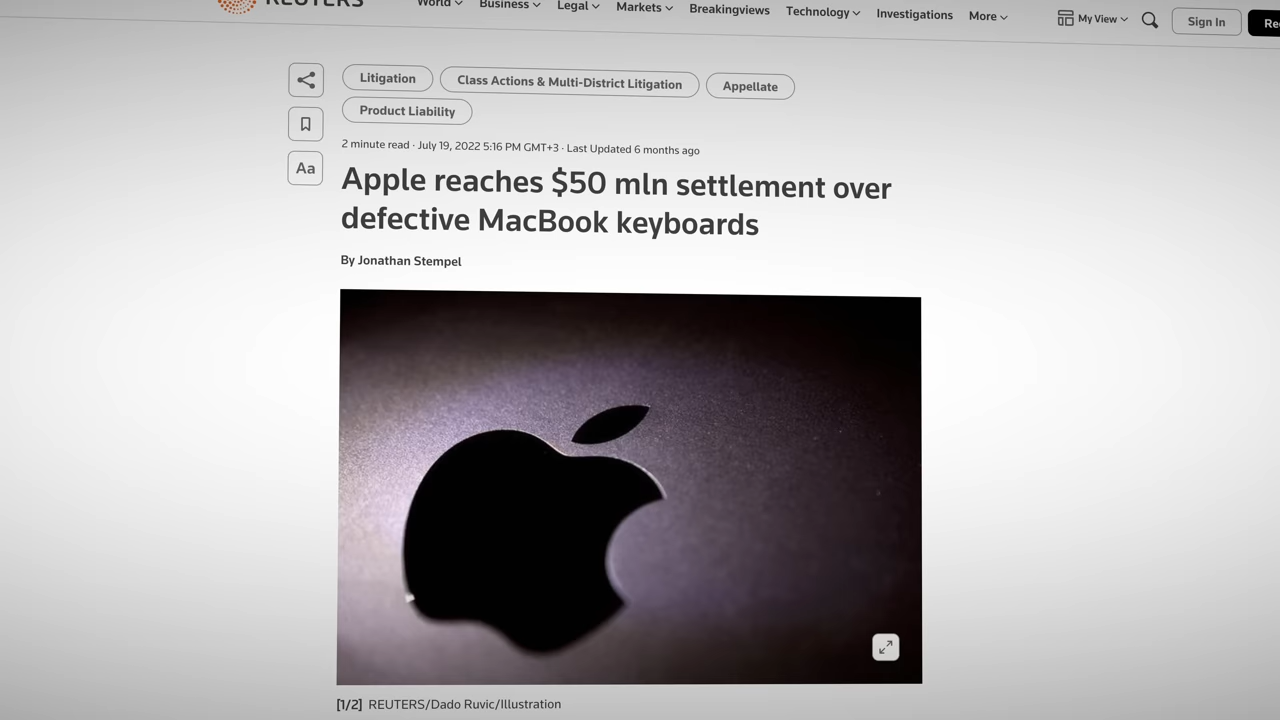 REUTERS
World Business Legal Markets Breakingviews Technology Investigations More My View Sign In
Litigation Class Actions & Multi-District Litigation Appellate
Product Liability
2 minute read · July 19, 2022 5:16 PM GMT+3 · Last Updated 6 months ago
Aa
Apple reaches $50 mln settlement over
defective MacBook keyboards
By Jonathan Stempel
[1/2] REUTERS/Dado Ruvic/Illustration